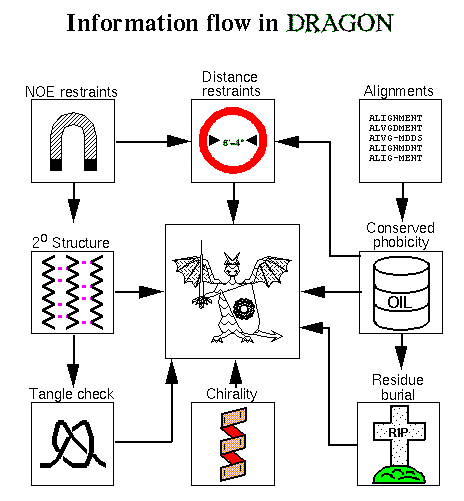 Information flow in DRAGON
NOE restraints
Distance
restraints
Alignments
6'-4"
ALIGNMENT
ALVGDMENT
AIVG-MDDS
ALIGNMDNT
ALIG-MENT
2º Structure
Conserved
phobicity
OIL
Tangle check
Chirality
Residue
burial
RIP